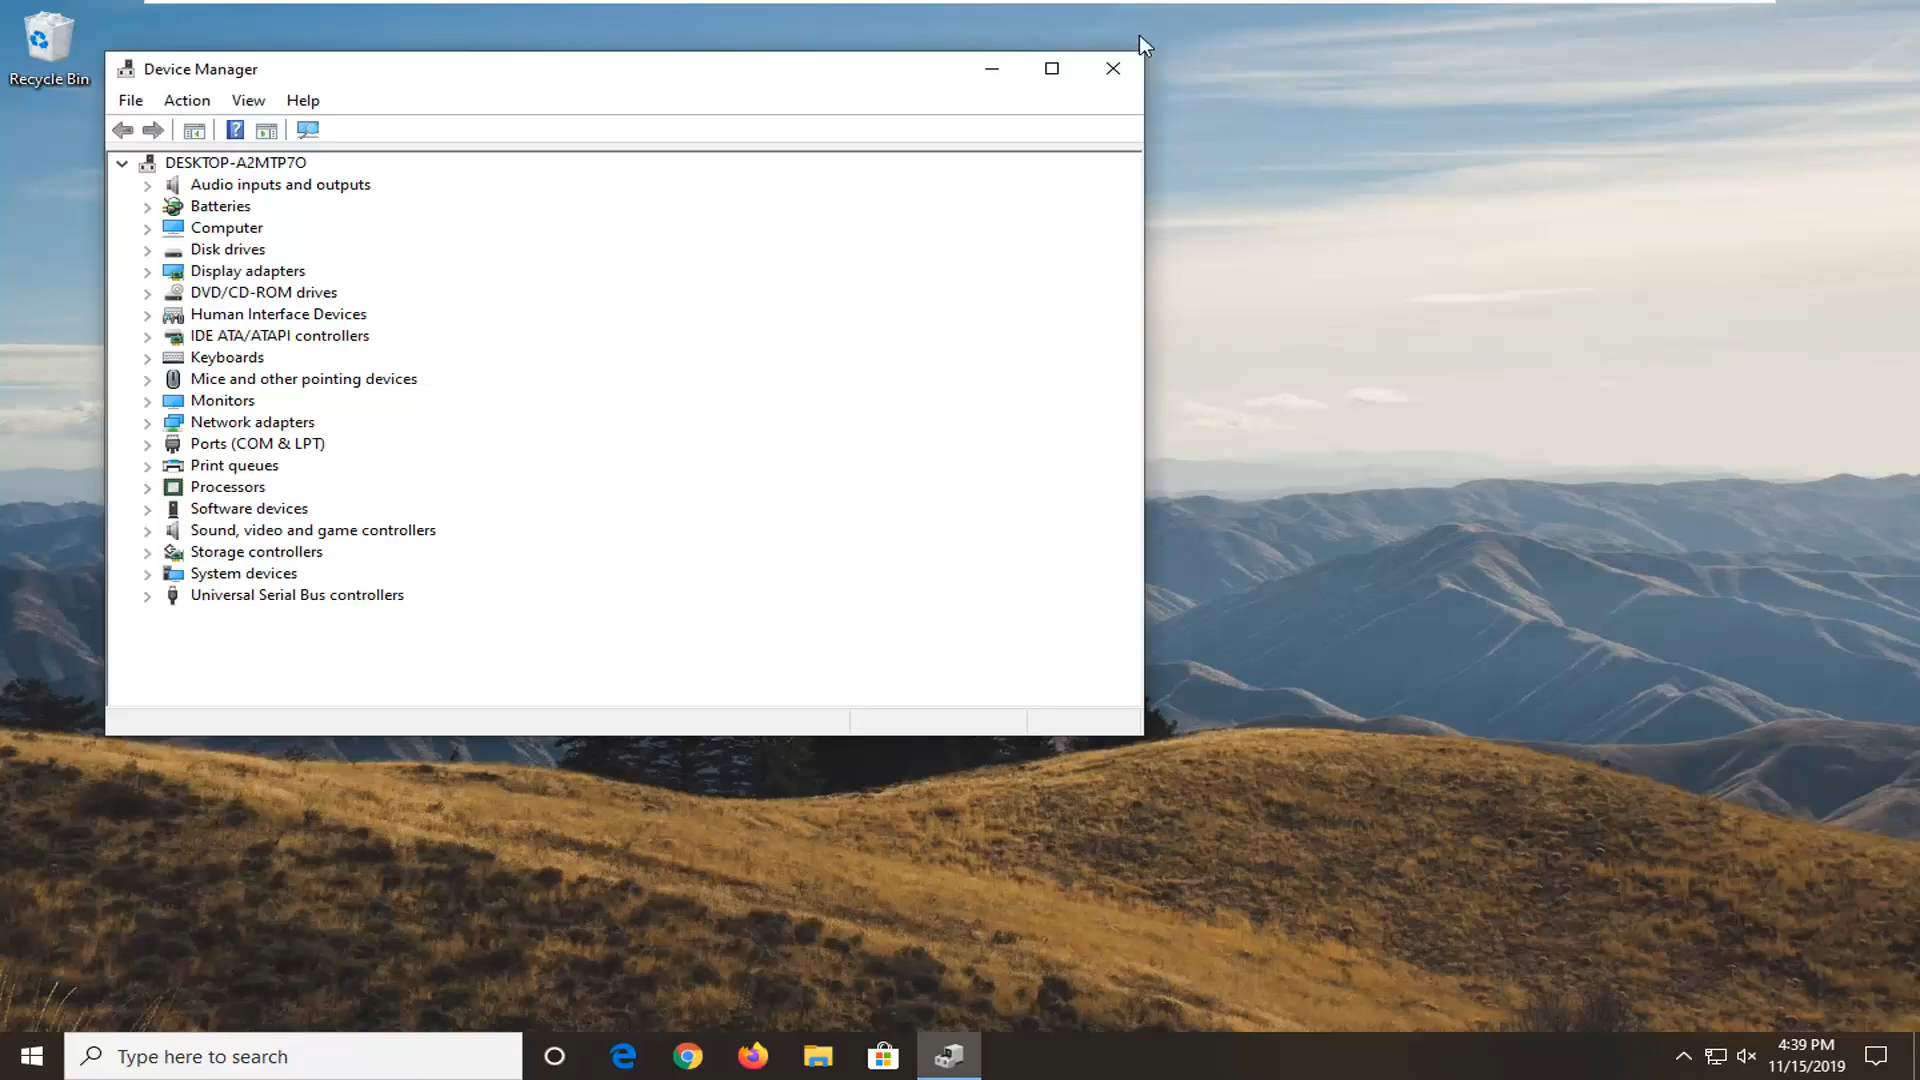 Recycle Bin
Device Manager
File Action View Help
DESKTOP-A2MTP7O
Audio inputs and outputs
Batteries
Computer
Disk drives
Display adapters
DVD/CD-ROM drives
Human Interface Devices
IDE ATA/ATAPI controllers
Keyboards
Mice and other pointing devices
Monitors
Network adapters
Ports (COM & LPT)
Print queues
Processors
Software devices
Sound, video and game controllers
Storage controllers
System devices
Universal Serial Bus controllers
Type here to search
4:39 PM
11/15/2019